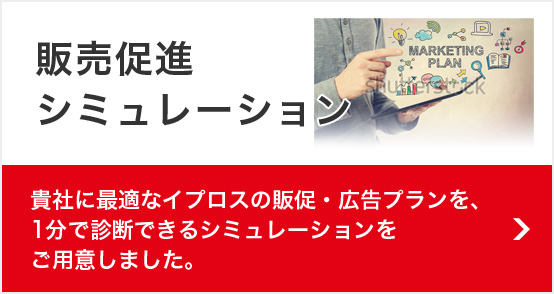 販売促進
シミュレーション
MARKETING
PLAN
shutterstock
貴社に最適なイプロスの販促・広告プランを、
1分で診断できるシミュレーションを
ご用意しました。